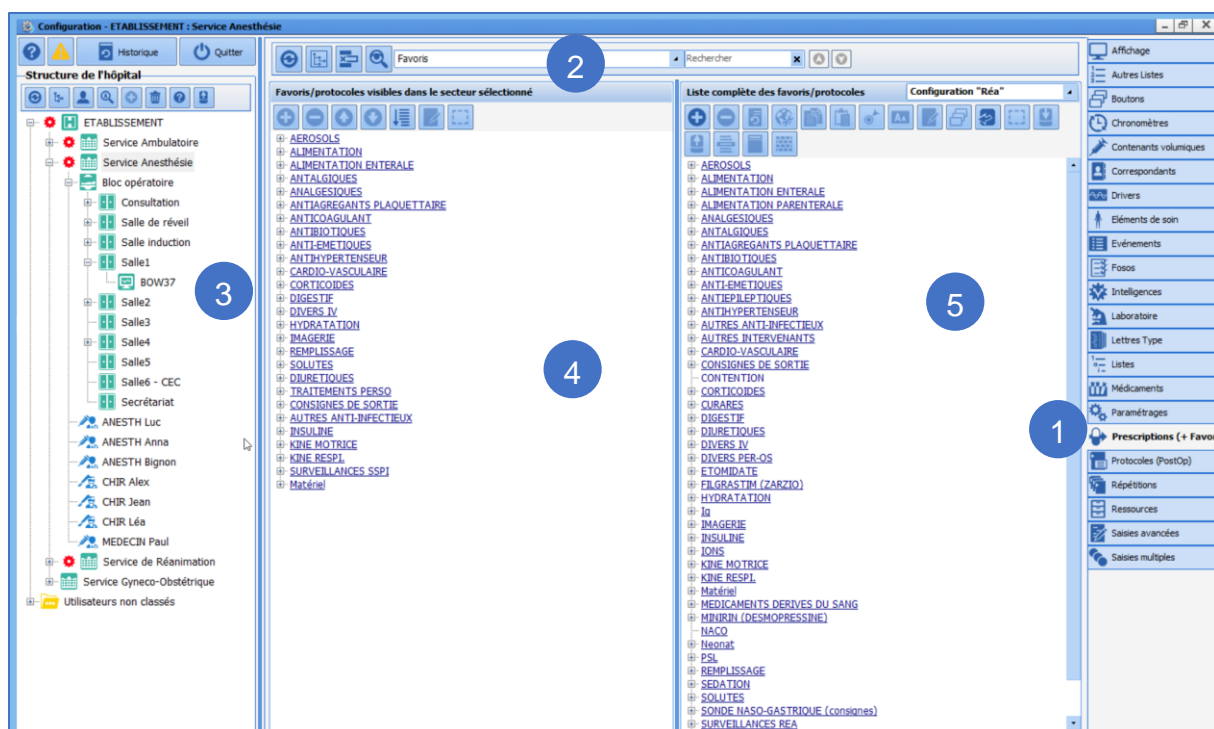 Configuration - ETABLISSEMENT : Service Anesthésie
Historique
Quitter
Structure de l'hôpital
ETABLISSEMENT
Service Ambulatoire
Service Anesthésie
Bloc opératoire
Consultation
Salle de réveil
Salle induction
Salle1
BOW37
Salle2
Salle3
Salle4
Salle5
Salle6 - CEC
Secrétariat
ANESTH Luc
ANESTH Anna
ANESTH Bignon
CHIR Alex
CHIR Jean
CHIR Léa
MEDECIN Paul
Service de Réanimation
Service Gyneco-Obstétrique
Utilisateurs non classés
3
Favoris
2
Rechercher
Favoris/protocoles visibles dans le secteur sélectionné
AEROSOLS
ALIMENTATION
ALIMENTATION ENTERALE
ANTALGIQUES
ANALGESIQUES
ANTIAGREGANTS PLAQUETTAIRE
ANTICOAGULANT
ANTIBIOTIQUES
ANTI-EMETIQUES
ANTIHYPERTENSEUR
CARDIO-VASCULAIRE
CORTICOIDES
DIGESTIF
DIVERS IV
HYDRATATION
IMAGERIE
REMPLISSAGE
SOLUTES
DIURETIQUES
TRAITEMENTS PERSO
CONSIGNES DE SORTIE
AUTRES ANTI-INFECTIEUX
INSULINE
KINE MOTRICE
KINE RESPI.
SURVEILLANCES SSPI
Matériel
4
Liste complète des favoris/protocoles
Configuration "Réa"
AEROSOLS
ALIMENTATION
ALIMENTATION ENTERALE
ALIMENTATION PARENTERALE
ANALGESIQUES
ANTALGIQUES
ANTIAGREGANTS PLAQUETTAIRE
ANTIBIOTIQUES
ANTICOAGULANT
ANTI-EMETIQUES
ANTIEPILEPTIQUES
ANTIHYPERTENSEUR
AUTRES ANTI-INFECTIEUX
AUTRES INTERVENANTS
CARDIO-VASCULAIRE
CONSIGNES DE SORTIE
CONTENTION
CORTICOIDES
CURARES
DIGESTIF
DIURETIQUES
DIVERS IV
DIVERS PER-OS
ETOMIDATE
FILGRASTIM (ZARZIO)
HYDRATATION
Ig
IMAGERIE
INSULINE
IONS
KINE MOTRICE
KINE RESPI.
Matériel
MEDICAMENTS DERIVES DU SANG
MINIRIN (DESMOPRESSINE)
NACO
Neonat
PSL
REMPLISSAGE
SEDATION
SOLUTES
SONDE NASO-GASTRIQUE (consignes)
SURVEILLANCES REA
5
Affichage
Autres Listes
Boutons
Chronomètres
Contenants volumiques
Correspondants
Drivers
Eléments de soin
Evénements
Fosos
Intelligences
Laboratoire
Lettres Type
Listes
Médicaments
Paramétrages
1
Prescriptions (+ Favor
Protocoles (PostOp)
Répétitions
Ressources
Saisies avancées
Saisies multiples